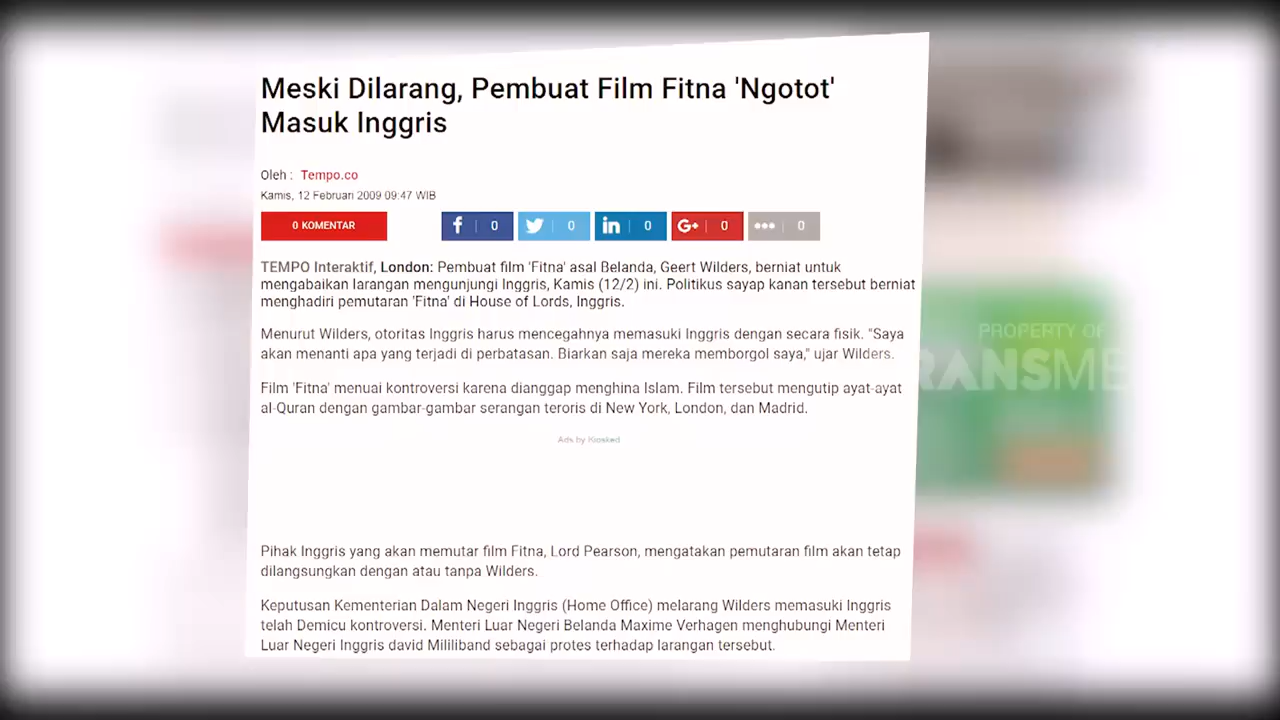 Meski Dilarang, Pembuat Film Fitna 'Ngotot'
Masuk Inggris
Oleh : Tempo.co
Kamis, 12 Februari 2009 09:47 WIB
0 KOMENTAR
0
0
0
G+ 0
0
TEMPO Interaktif, London: Pembuat film 'Fitna' asal Belanda, Geert Wilders, berniat untuk
mengabaikan larangan mengunjungi Inggris, Kamis (12/2) ini. Politikus sayap kanan tersebut berniat
menghadiri pemutaran 'Fitna' di House of Lords, Inggris.
Menurut Wilders, otoritas Inggris harus mencegahnya memasuki Inggris dengan secara fisik. "Saya
akan menanti apa yang terjadi di perbatasan. Biarkan saja mereka memborgol saya," ujar Wilders.
PROPERTY OF
RANSME
Film 'Fitna' menuai kontroversi karena dianggap menghina Islam. Film tersebut mengutip ayat-ayat
al-Quran dengan gambar-gambar serangan teroris di New York, London, dan Madrid.
Ads by Kiosked
Pihak Inggris yang akan memutar film Fitna, Lord Pearson, mengatakan pemutaran film akan tetap
dilangsungkan dengan atau tanpa Wilders.
Keputusan Kementerian Dalam Negeri Inggris (Home Office) melarang Wilders memasuki Inggris
telah Demicu kontroversi. Menteri Luar Negeri Belanda Maxime Verhagen menghubungi Menteri
Luar Negeri Inggris david Mililiband sebagai protes terhadap larangan tersebut.